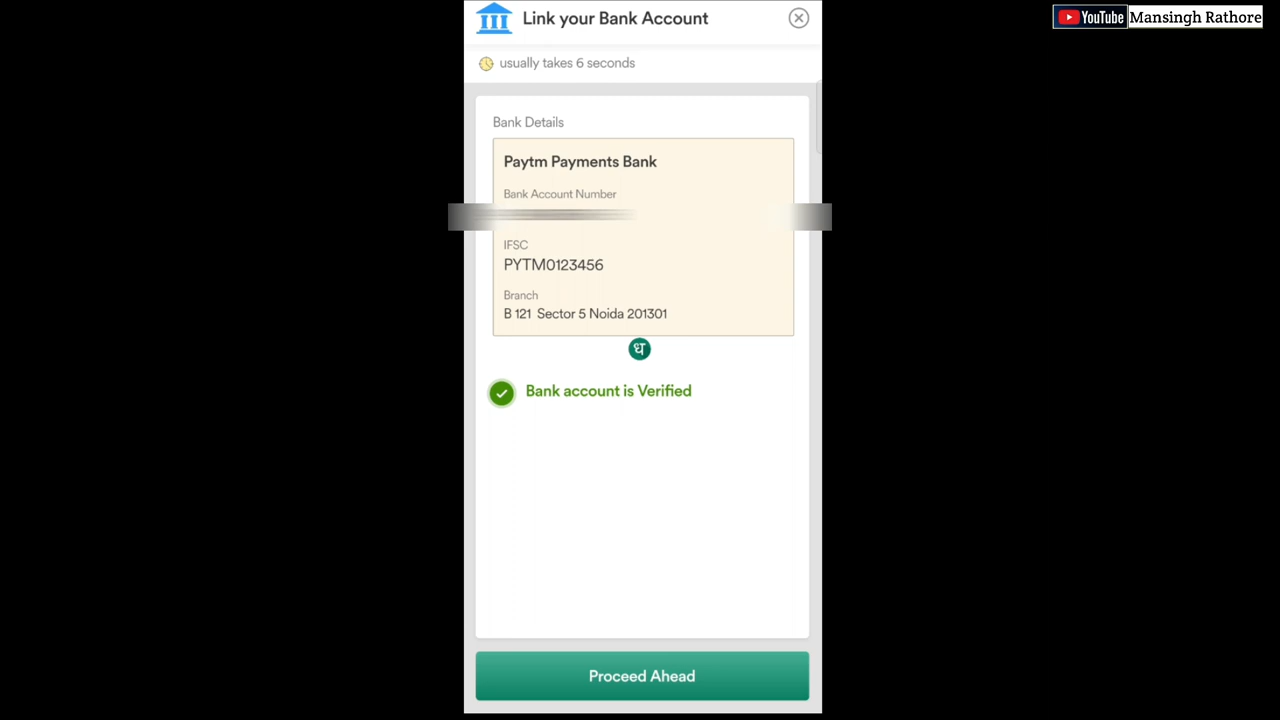 Link your Bank Account
YouTube Mansingh Rathore
usually takes 6 seconds
Bank Details
Paytm Payments Bank
Bank Account Number
IFSC
PYTM0123456
Branch
B 121 Sector 5 Noida 201301
ध
Bank account is Verified
Proceed Ahead